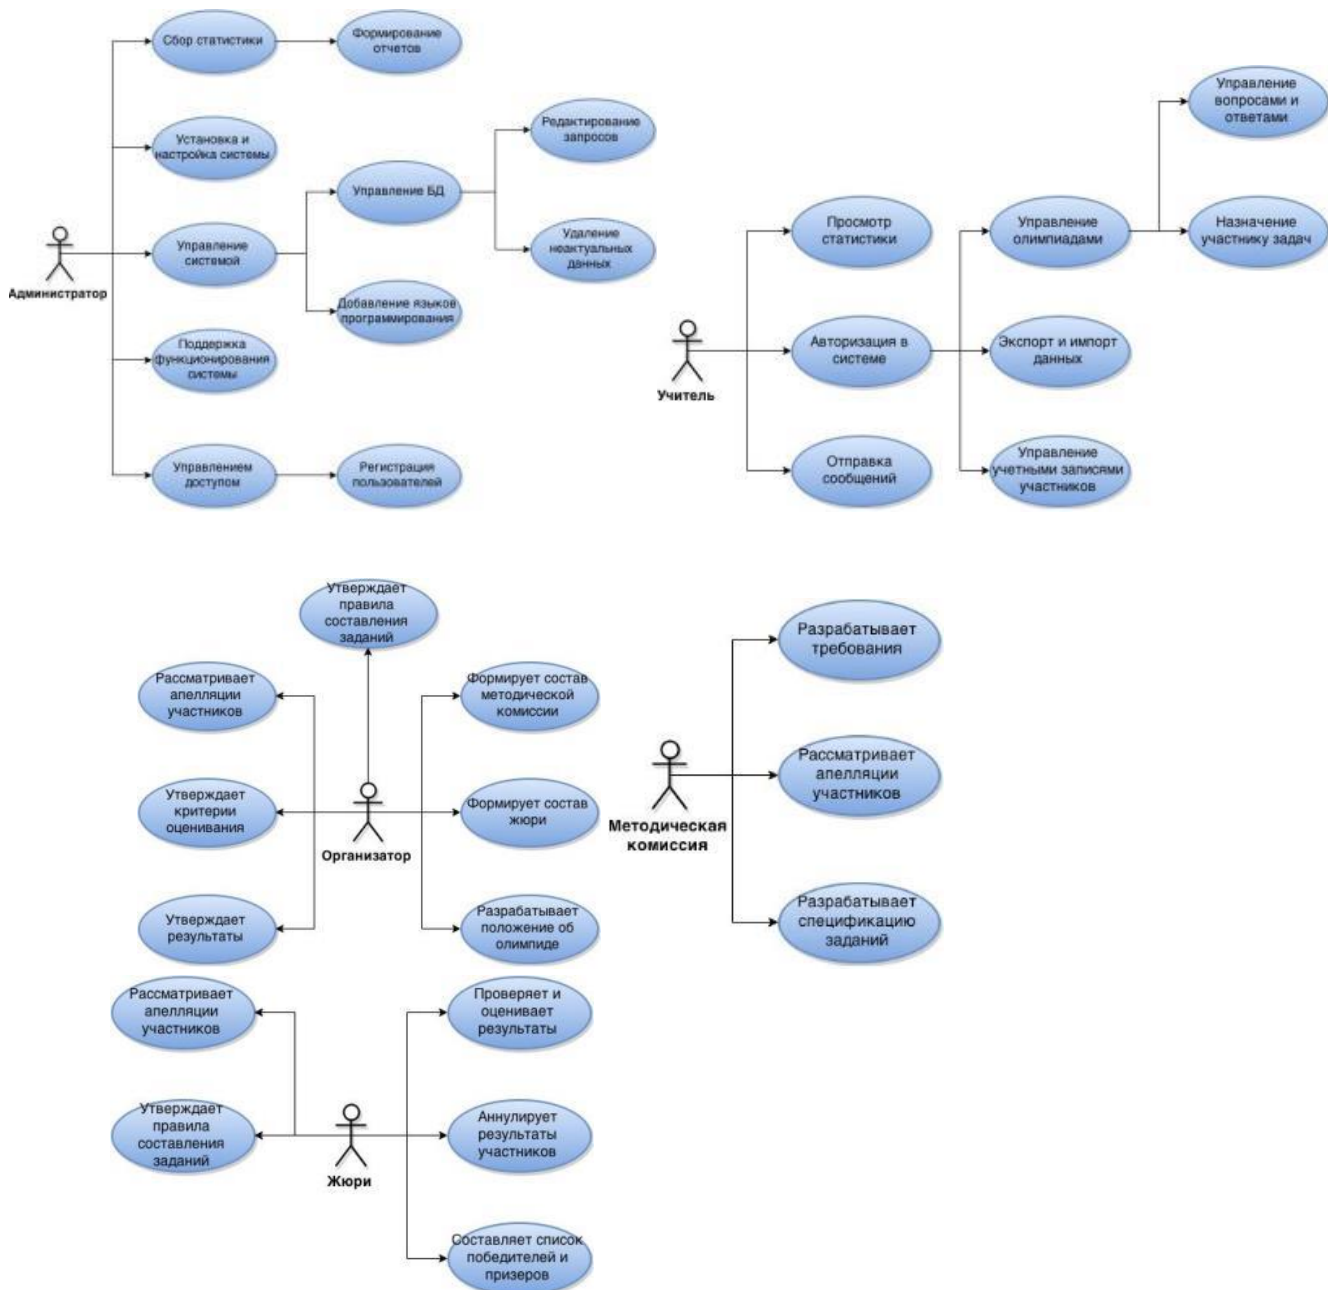 Сбор статистики
Формирование
отчетов
Установка и
настройка системы
Редактирование
запросов
Управление БД
Администратор
Управление
системой
Удаление
неактуальных
данных
Добавление языков
программирования
Поддержка
функционирования
системы
Управлением
доступом
Регистрация
пользователей
Управление
вопросами и
ответами
Просмотр
статистики
Управление
олимпиадами
Назначение
участнику задач
Учитель
Авторизация в
системе
Экспорт и импорт
данных
Отправка
сообщений
Управление
учетными записями
участников
Утверждает
правила
составления
заданий
Рассматривает
апелляции
участников
Формирует состав
методической
комиссии
Утверждает
критерии
оценивания
Организатор
Формирует состав
жюри
Утверждает
результаты
Разрабатывает
положение об
олимпиде
Разрабатывает
требования
Методическая
комиссия
Рассматривает
апелляции
участников
Разрабатывает
спецификацию
заданий
Рассматривает
апелляции
участников
Проверяет и
оценивает
результаты
Утверждает
правила
составления
заданий
Жюри
Аннулирует
результаты
участников
Составляет список
победителей и
призеров